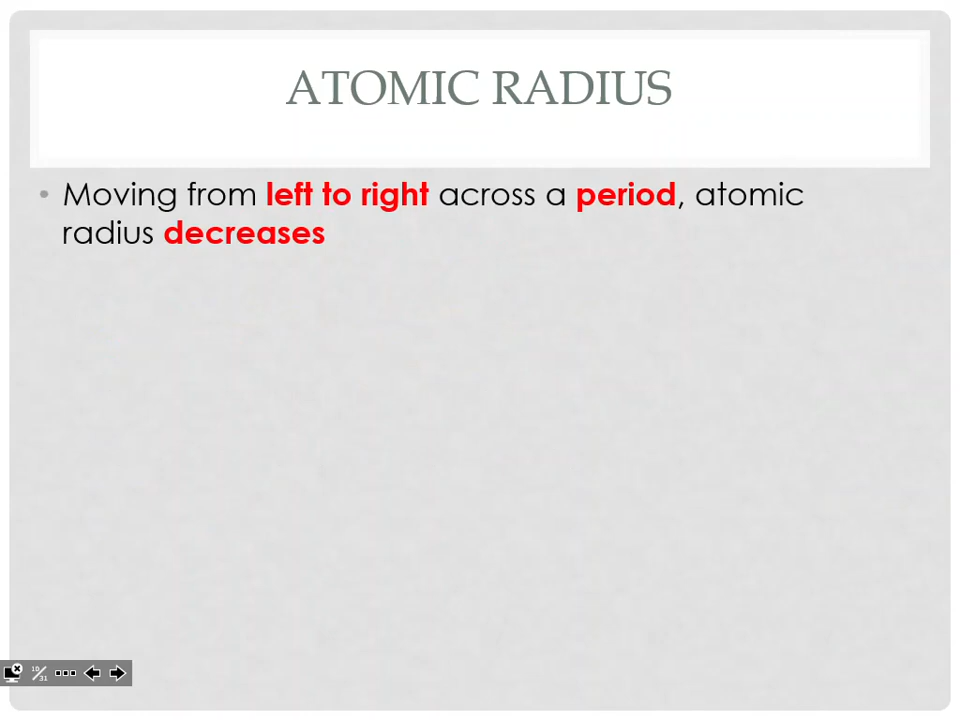 ATOMIC RADIUS
• Moving from left to right across a period, atomic
radius decreases